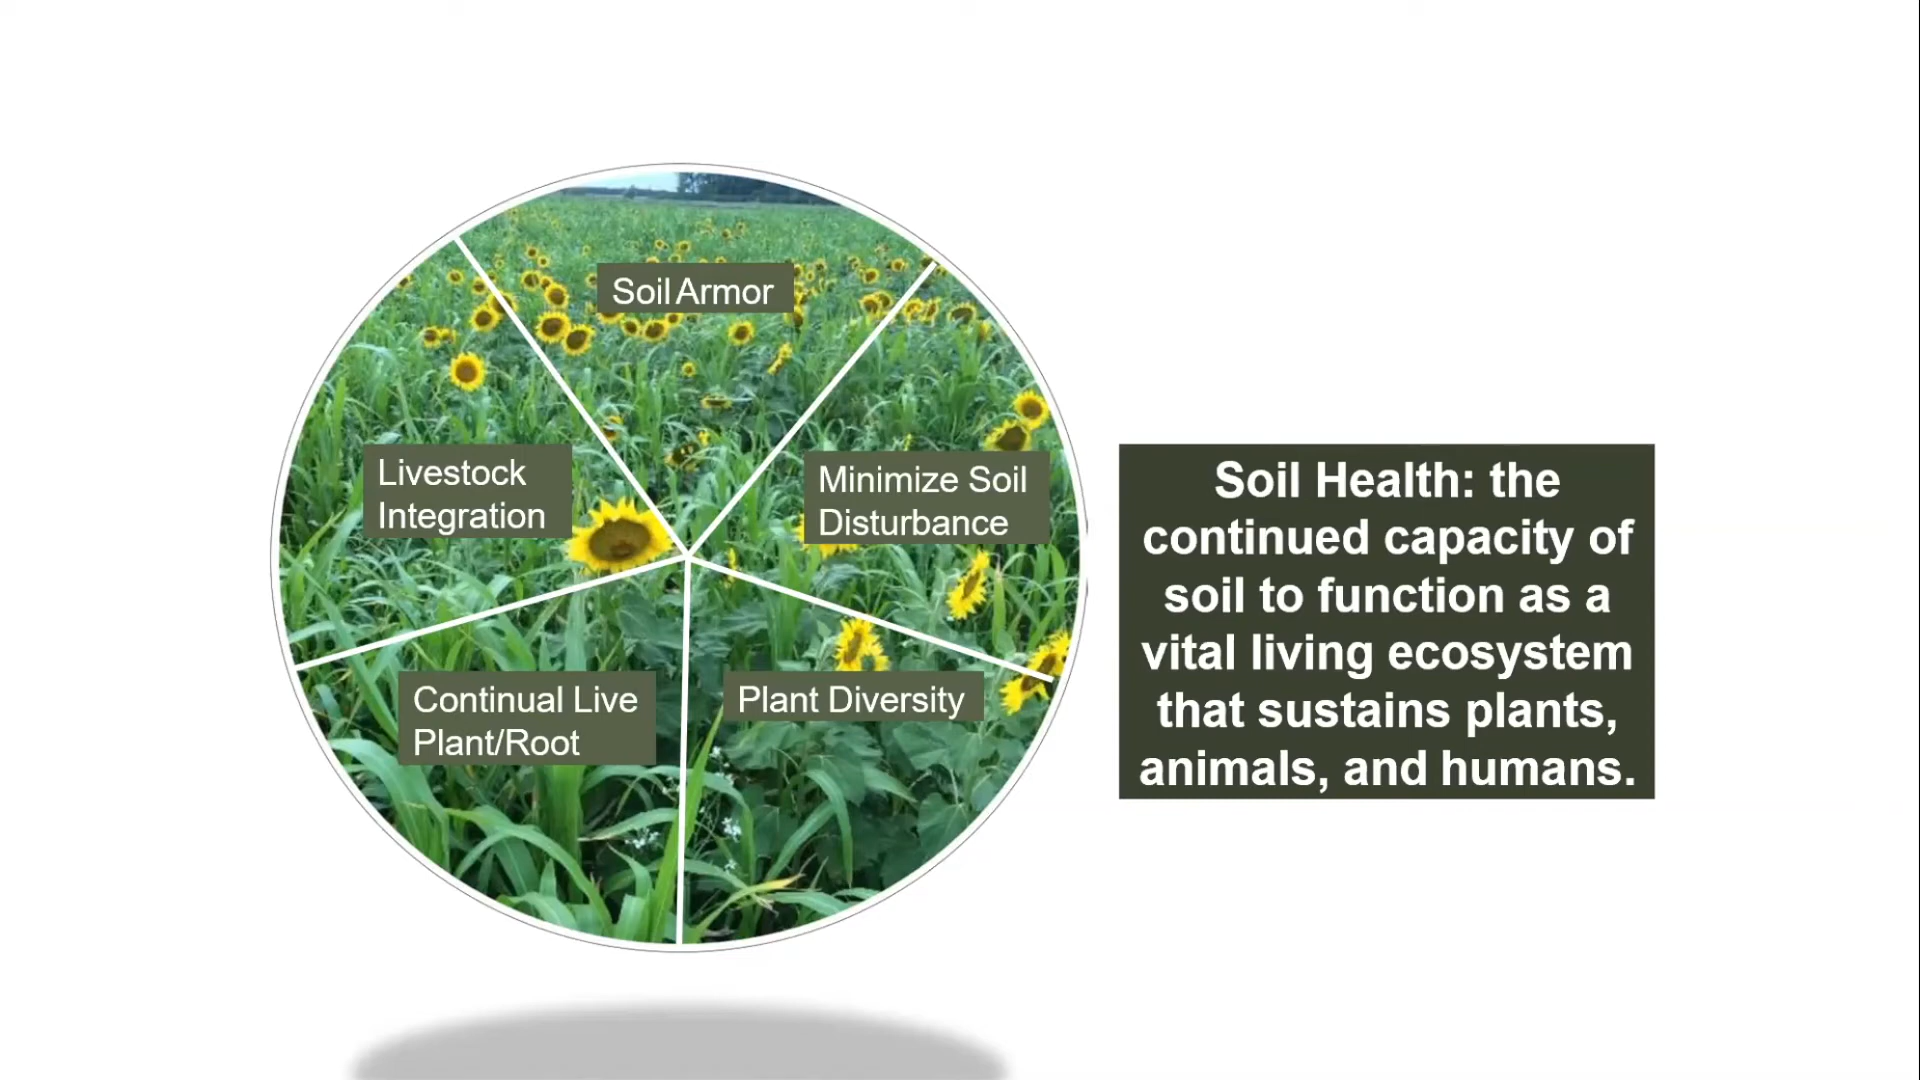 Soil Armor
Livestock
Integration
Minimize Soil
Disturbance
Continual Live
Plant/Root
Plant Diversity
Soil Health: the
continued capacity of
soil to function as a
vital living ecosystem
that sustains plants,
animals, and humans.